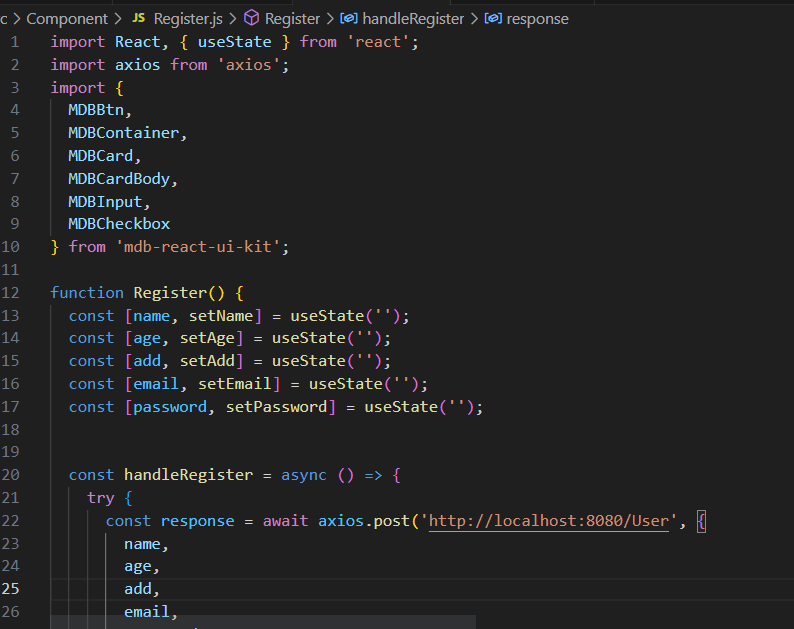 c > Component > JS Register.js > Register > handleRegister > response
1 import React, { useState } from 'react';
2 import axios from 'axios';
3 import {
4 MDBBtn,
5 MDBContainer,
6 MDBCard,
7 MDBCardBody,
8 MDBInput,
9 MDBCheckbox
10 } from 'mdb-react-ui-kit';
11
12 function Register() {
13 const [name, setName] = useState('');
14 const [age, setAge] = useState('');
15 const [add, setAdd] = useState('');
16 const [email, setEmail] = useState('');
17 const [password, setPassword] = useState('');
18
19
20 const handleRegister = async () => {
21 try {
22 const response = await axios.post('http://localhost:8080/User', {
23 name,
24 age,
25 add,
26 email,